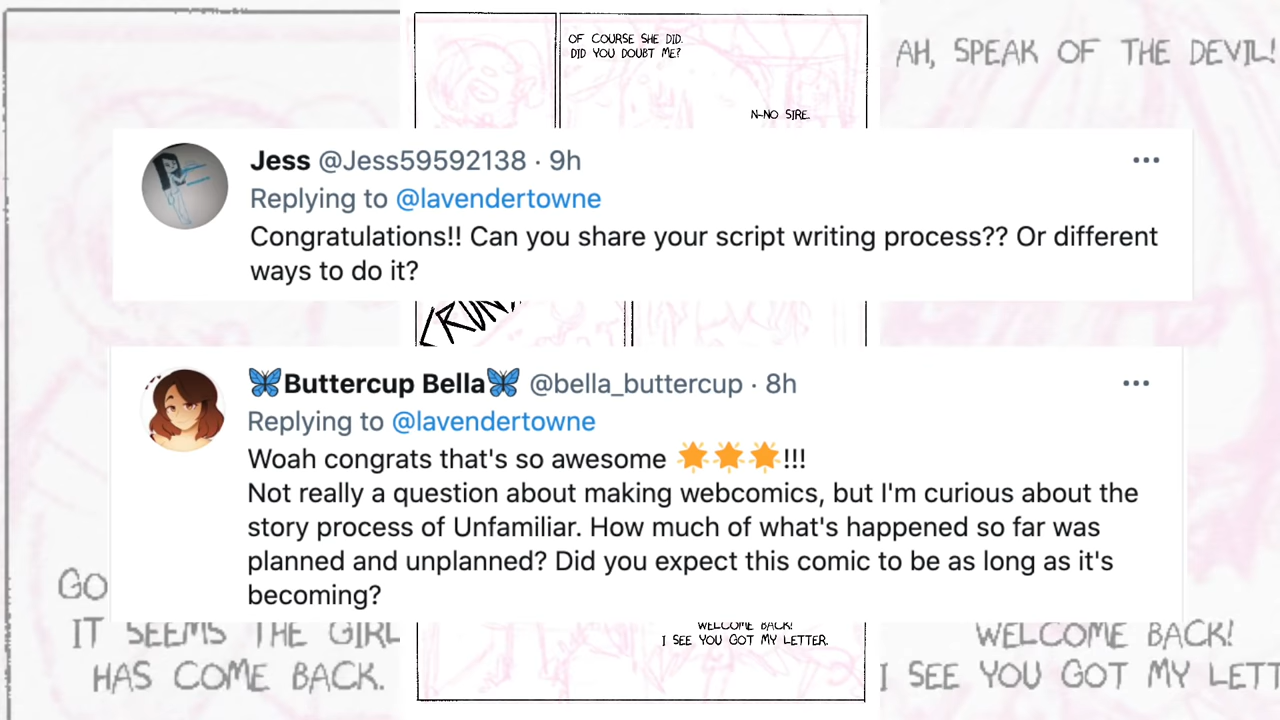 OF COURSE SHE DID.
DID YOU DOUBT ME?
AH, SPEAK OF THE DEVIL!
N-NO SIRE.
Jess @Jess59592138 · 9h
Replying to @lavendertowne
Congratulations!! Can you share your script writing process?? Or different
ways to do it?
🦋Buttercup Bella🦋 @bella_buttercup · 8h
Replying to @lavendertowne
Woah congrats that's so awesome 🌟🌟🌟!!!
Not really a question about making webcomics, but I'm curious about the
story process of Unfamiliar. How much of what's happened so far was
planned and unplanned? Did you expect this comic to be as long as it's
becoming?
GO
IT SEEMS THE GIRL
HAS COME BACK.
WELCOME BACK!
I SEE YOU GOT MY LETTER.
WELCOME BACK!
I SEE YOU GOT MY LETT